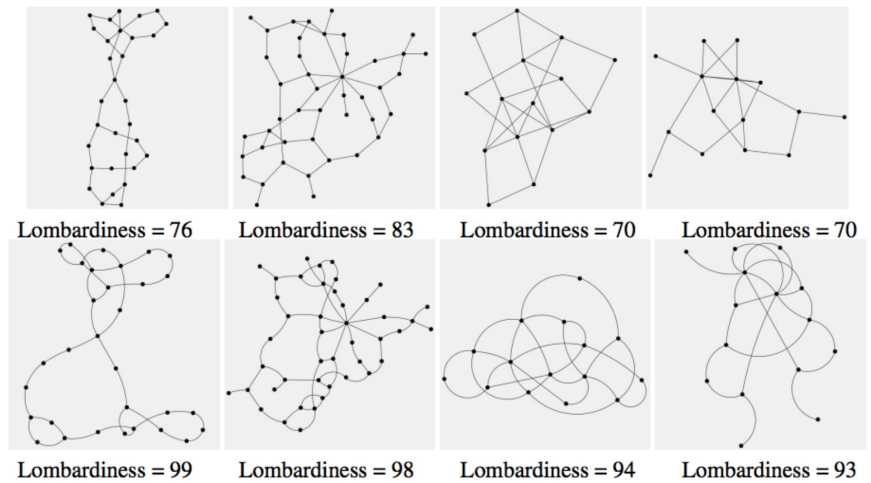 Lombardiness = 76 Lombardiness = 83 Lombardiness = 70 Lombardiness = 70
Lombardiness = 99 Lombardiness = 98 Lombardiness = 94 Lombardiness = 93